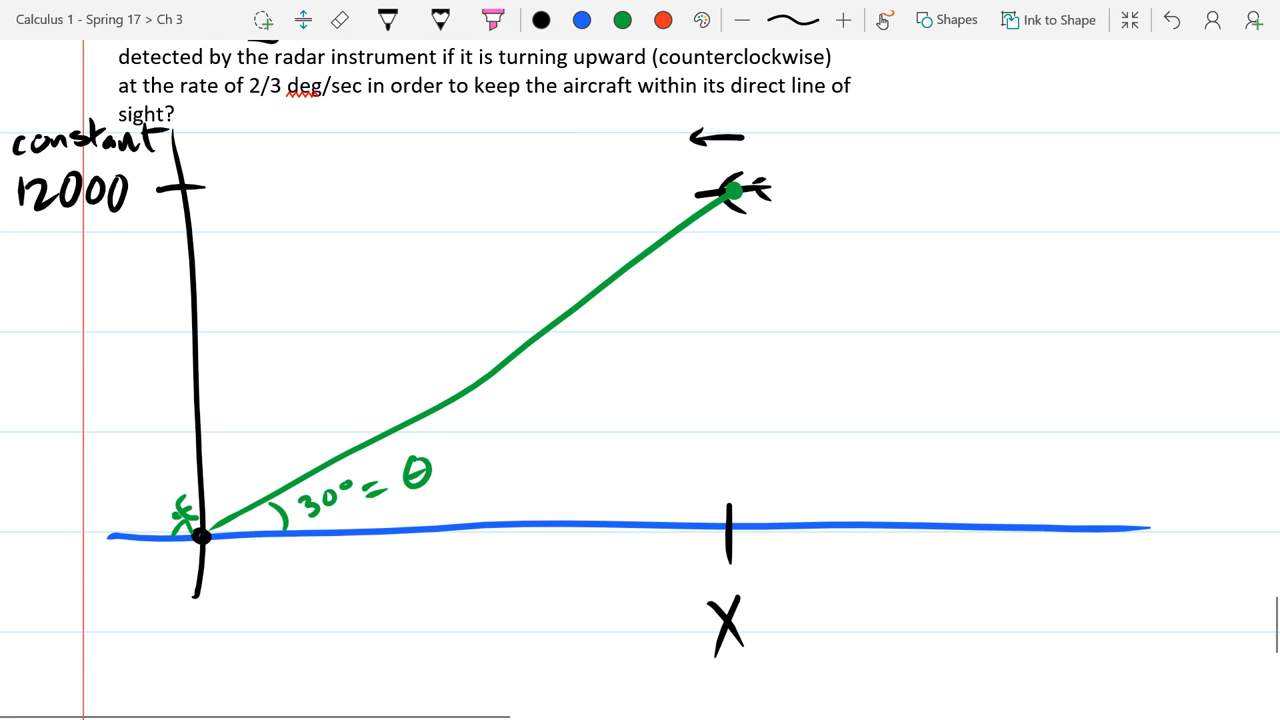 Calculus 1 - Spring 17 > Ch 3
Shapes
Ink to Shape
detected by the radar instrument if it is turning upward (counterclockwise)
at the rate of 2/3 deg/sec in order to keep the aircraft within its direct line of
sight?
constant
12000
30° = θ
X